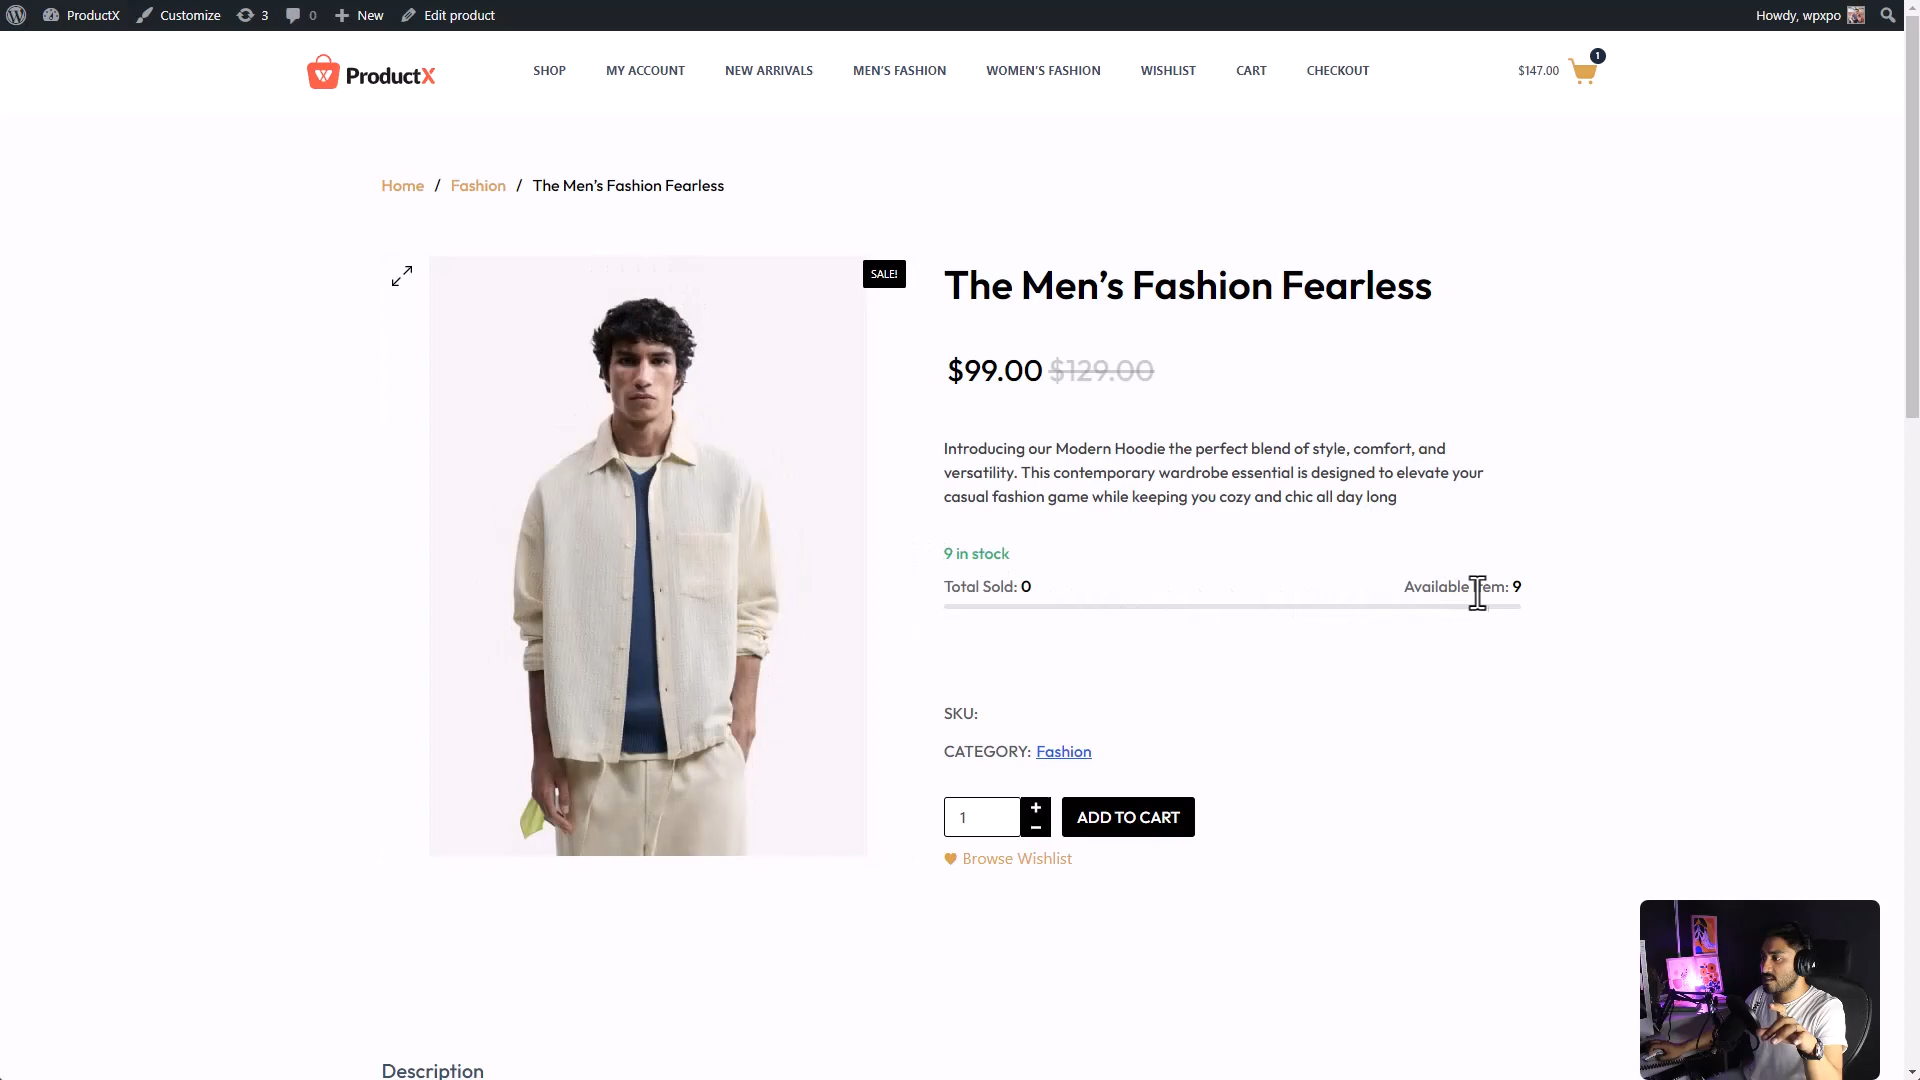 ProductX Customize 3 0 New Edit product Howdy, wpxpo
ProductX SHOP MY ACCOUNT NEW ARRIVALS MEN'S FASHION WOMEN'S FASHION WISHLIST CART CHECKOUT $147.00 1
Home / Fashion / The Men's Fashion Fearless
SALE!
The Men's Fashion Fearless
$99.00 $129.00
Introducing our Modern Hoodie the perfect blend of style, comfort, and
versatility. This contemporary wardrobe essential is designed to elevate your
casual fashion game while keeping you cozy and chic all day long
9 in stock
Total Sold: 0 Available Item: 9
SKU:
CATEGORY: Fashion
1 + − ADD TO CART
Browse Wishlist
Description